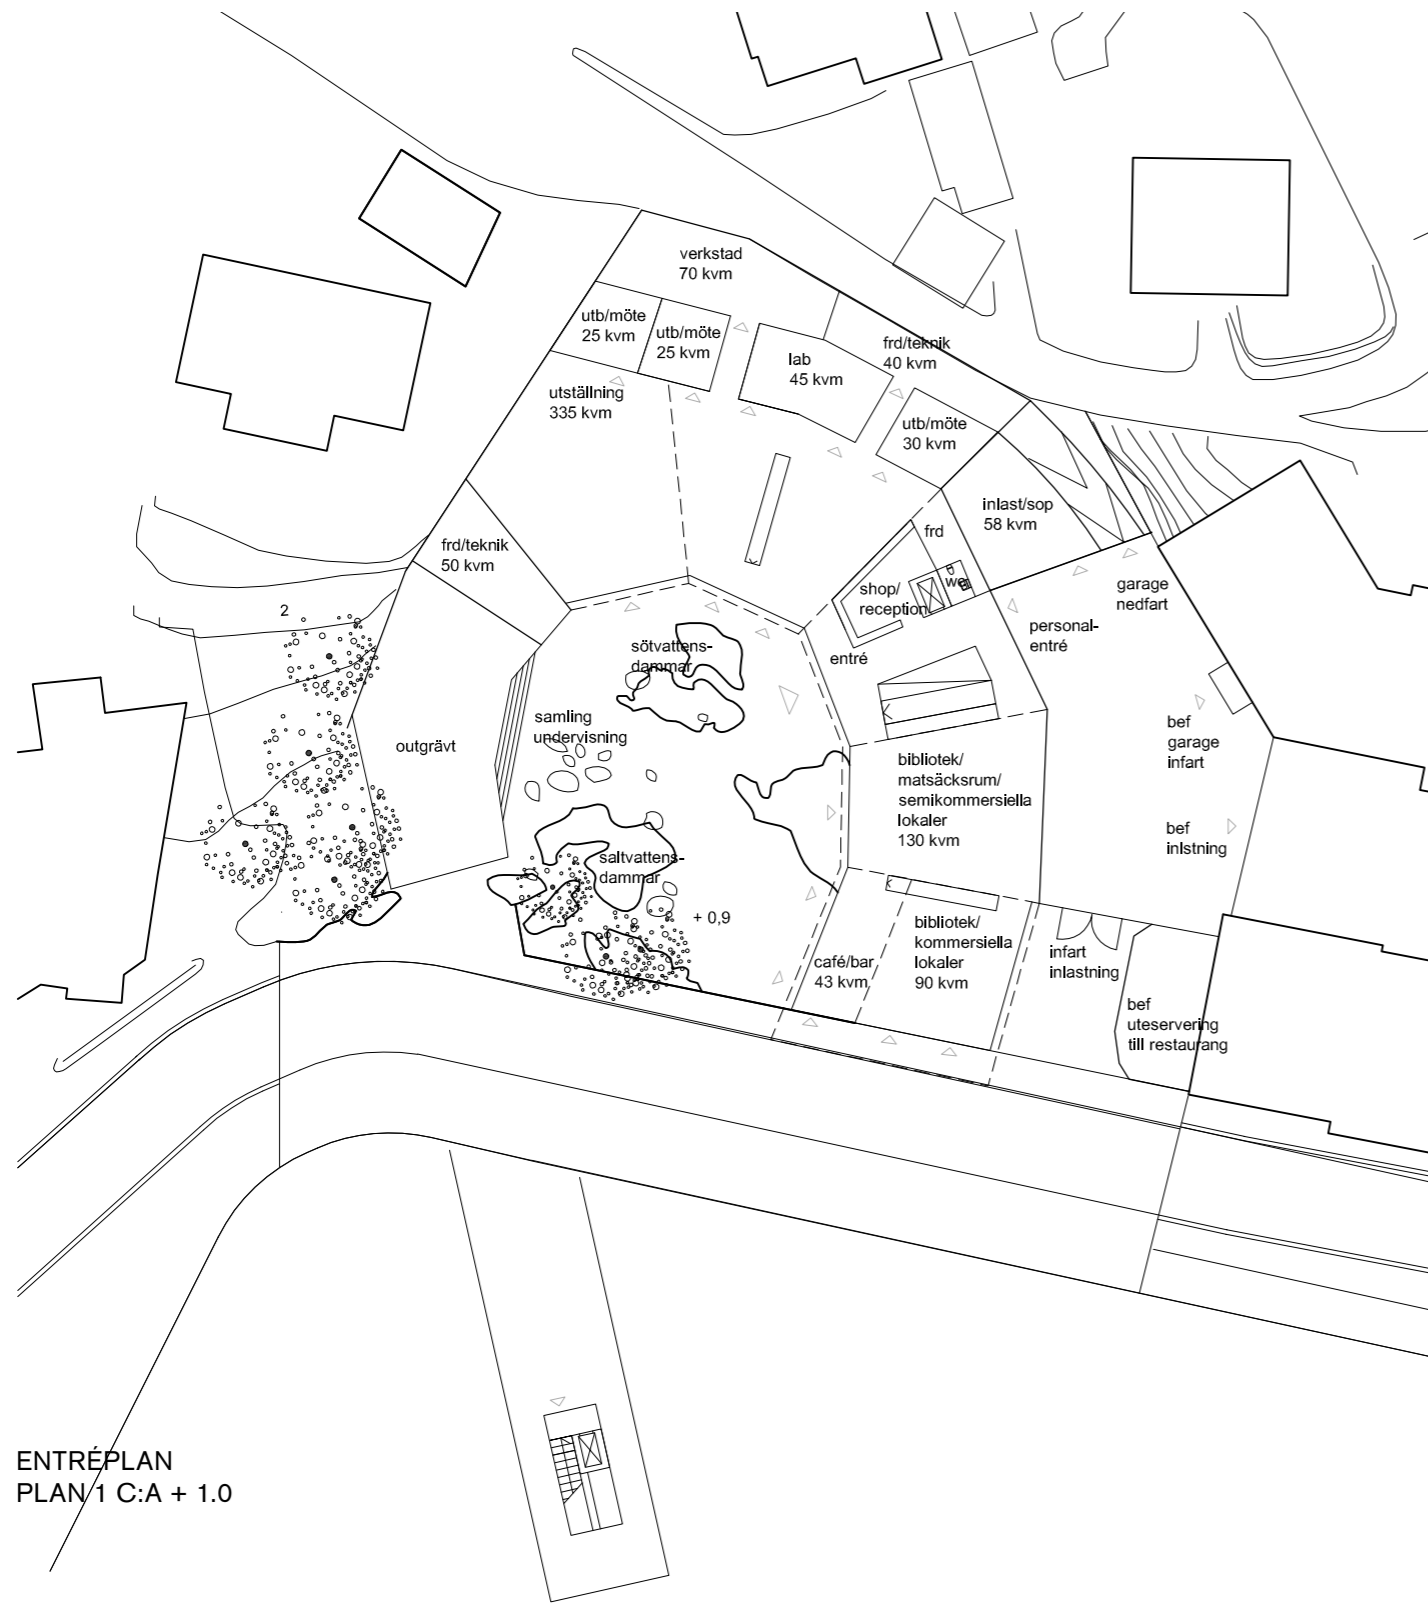 verkstad
70 kvm
utb/möte
25 kvm
utb/möte
25 kvm
lab
45 kvm
frd/teknik
40 kvm
utställning
335 kvm
utb/möte
30 kvm
inlast/sop
58 kvm
frd
frd/teknik
50 kvm
wc
shop/
reception
garage
nedfart
personal-
entré
entré
2
sötvattens-
dammar
samling
undervisning
outgrävt
bef
garage
infart
bibliotek/
matsäcksrum/
semikommersiella
lokaler
130 kvm
bef
inlstning
saltvattens-
dammar
+ 0,9
bibliotek/
kommersiella
lokaler
90 kvm
café/bar
43 kvm
infart
inlastning
bef
uteservering
till restaurang
ENTRÉPLAN
PLAN 1 C:A + 1.0